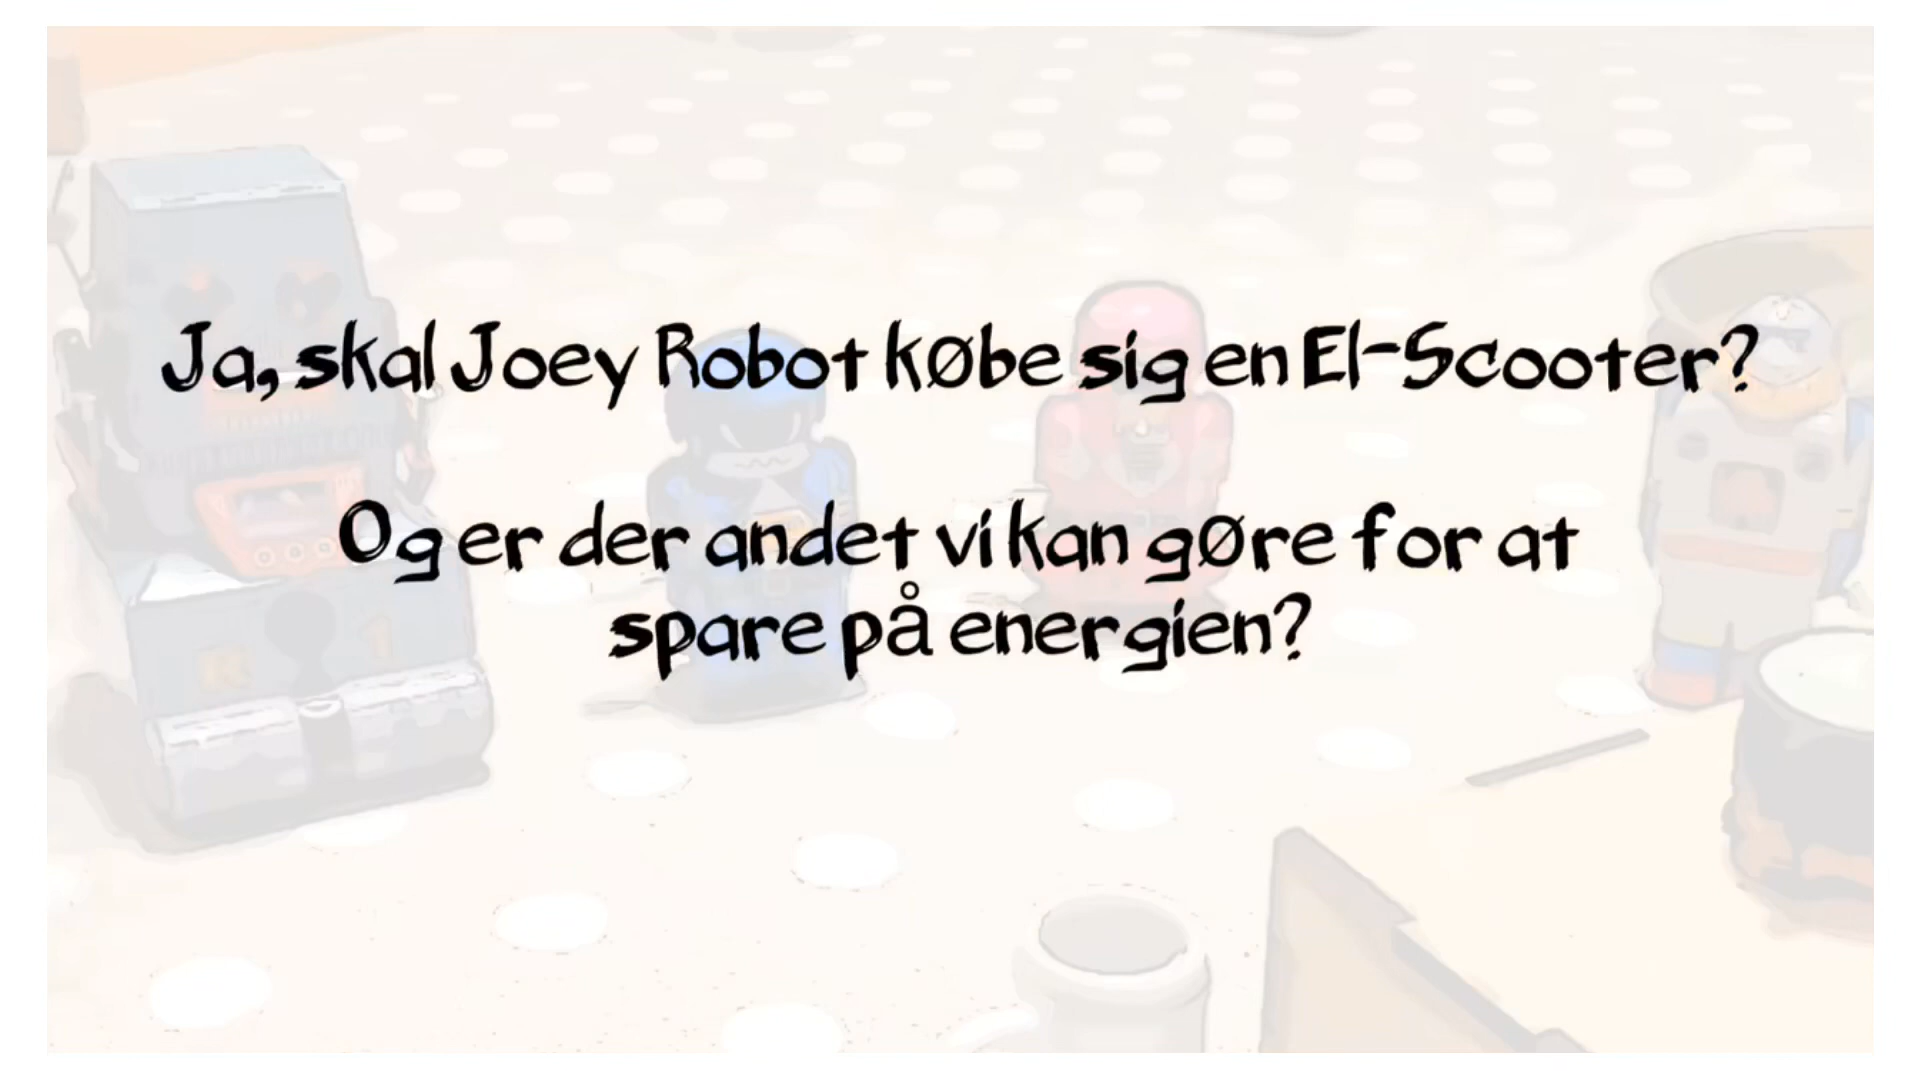 Ja, skal Joey Robot købe sig en El-Scooter?
Og er der andet vi kan gøre for at
spare på energien?